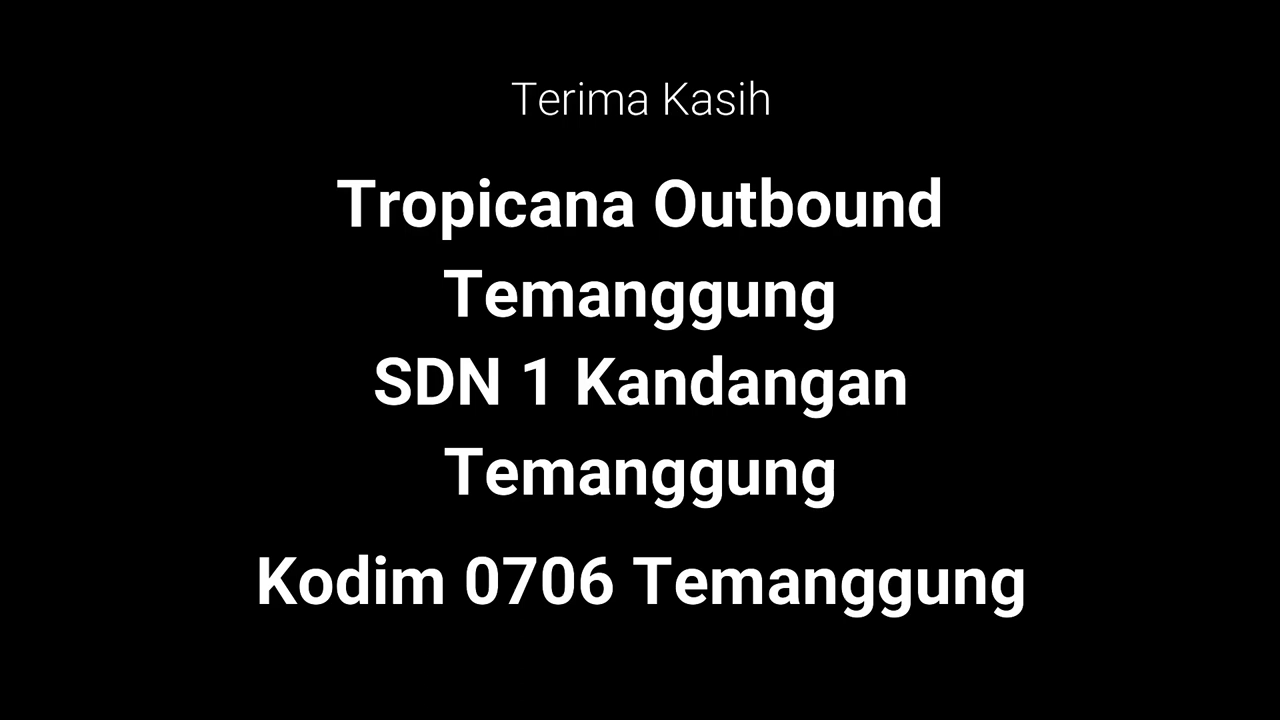 Terima Kasih
Tropicana Outbound
Temanggung
SDN 1 Kandangan
Temanggung
Kodim 0706 Temanggung